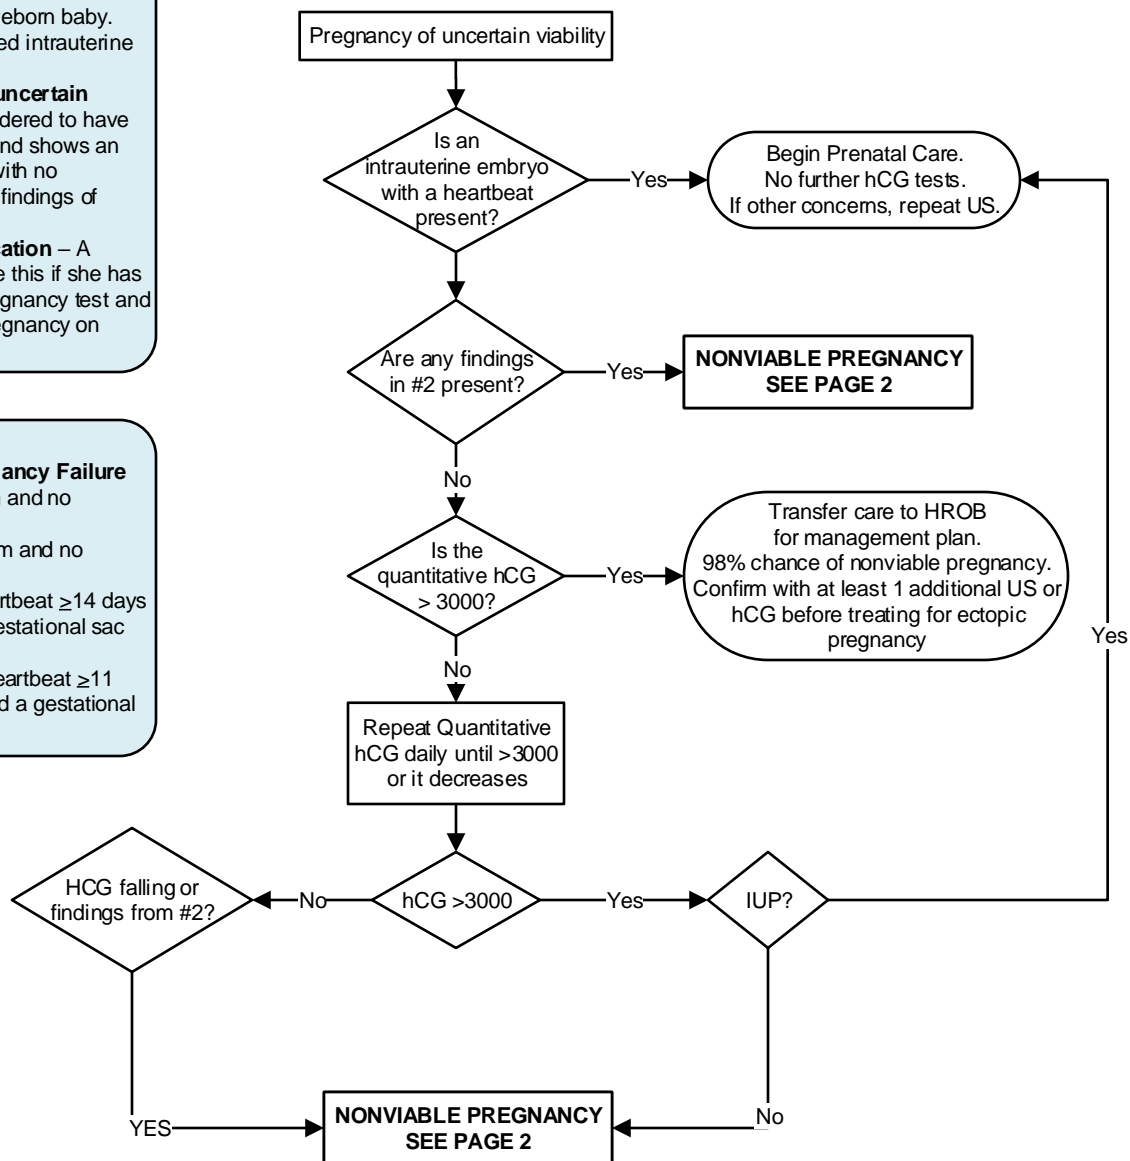 eborn baby.
ed intrauterine
uncertain
dered to have
nd shows an
with no
findings of
cation – A
e this if she has
gnancy test and
egnancy on
ancy Failure
and no
m and no
rtbeat ≥14 days
estational sac
eartbeat ≥11
d a gestational
Pregnancy of uncertain viability
Is an
intrauterine embryo
with a heartbeat
present?
Yes
Begin Prenatal Care.
No further hCG tests.
If other concerns, repeat US.
Are any findings
in #2 present?
Yes
NONVIABLE PREGNANCY
SEE PAGE 2
No
Is the
quantitative hCG
> 3000?
Yes
Transfer care to HROB
for management plan.
98% chance of nonviable pregnancy.
Confirm with at least 1 additional US or
hCG before treating for ectopic
pregnancy
Yes
No
Repeat Quantitative
hCG daily until >3000
or it decreases
HCG falling or
findings from #2?
No
hCG >3000
Yes
IUP?
YES
NONVIABLE PREGNANCY
SEE PAGE 2
No